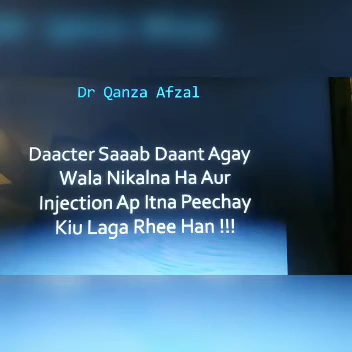 Dr Qanza Afzal
Daacter Saaab Daant Agay
Wala Nikalna Ha Aur
Injection Ap Itna Peechay
Kiu Laga Rhee Han !!!